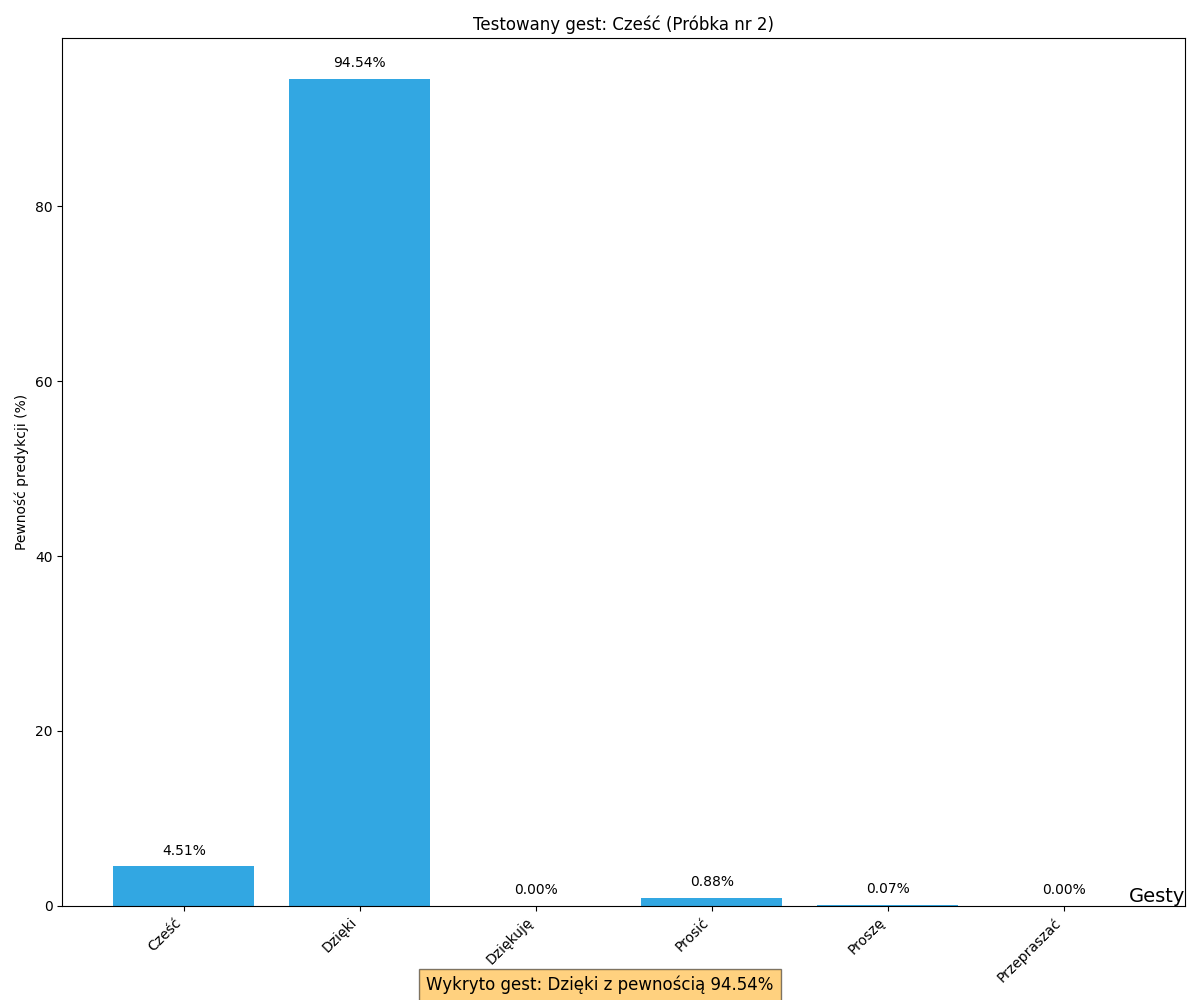 Testowany gest: Cześć (Próbka nr 2)
94.54%
80
60
Pewność predykcji (%)
40
20
4.51%
0.00%
0.88%
0.07%
0.00%
Gesty
0
Cześć
Dzięki
Dziękuję
Prosić
Proszę
Przepraszać
Wykryto gest: Dzięki z pewnością 94.54%